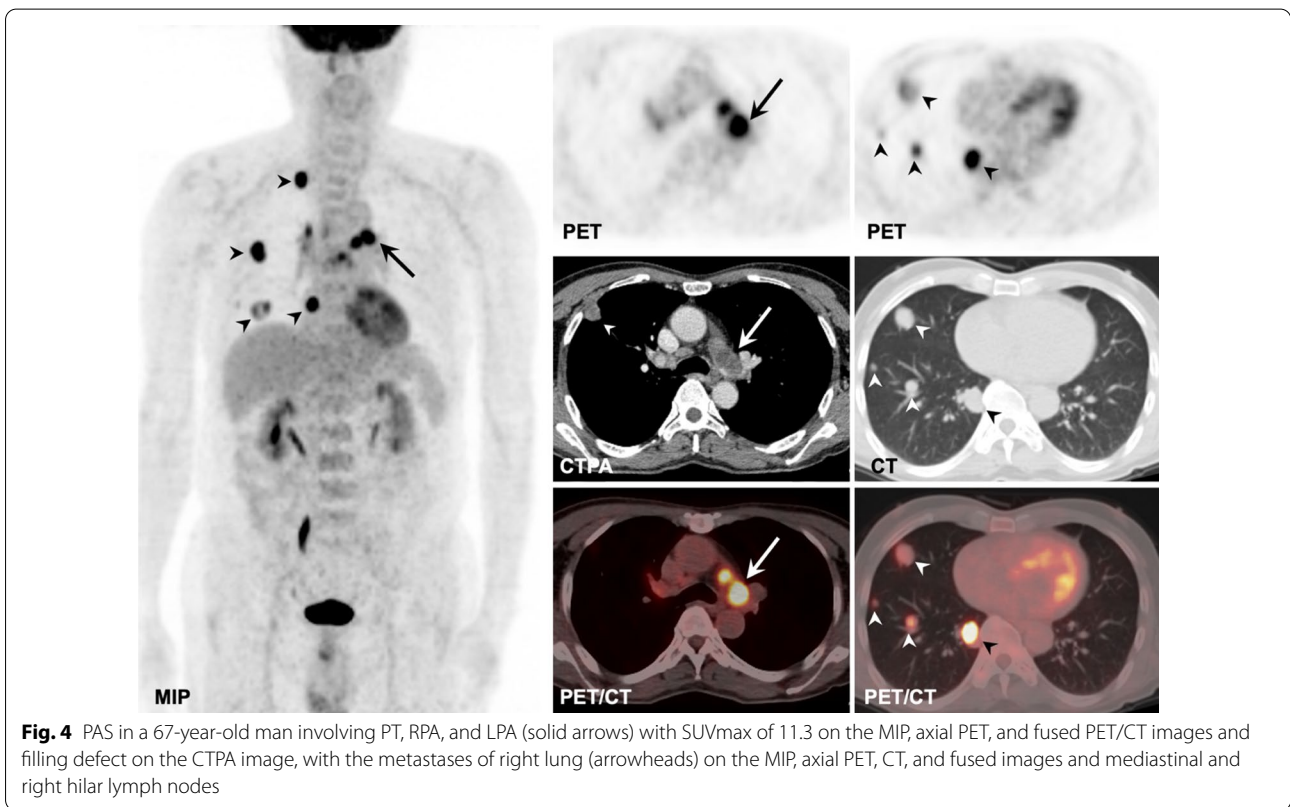 PET
PET
CTPA
CT
MIP
PET/CT
PET/CT
Fig. 4 PAS in a 67-year-old man involving PT, RPA, and LPA (solid arrows) with SUVmax of 11.3 on the MIP, axial PET, and fused PET/CT images and
filling defect on the CTPA image, with the metastases of right lung (arrowheads) on the MIP, axial PET, CT, and fused images and mediastinal and
right hilar lymph nodes